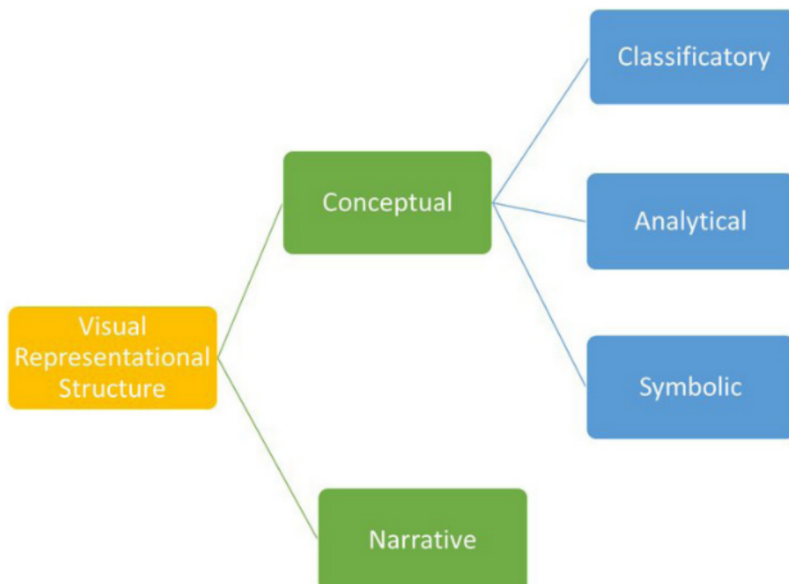 Classificatory
Conceptual
Analytical
Visual
Representational
Structure
Symbolic
Narrative